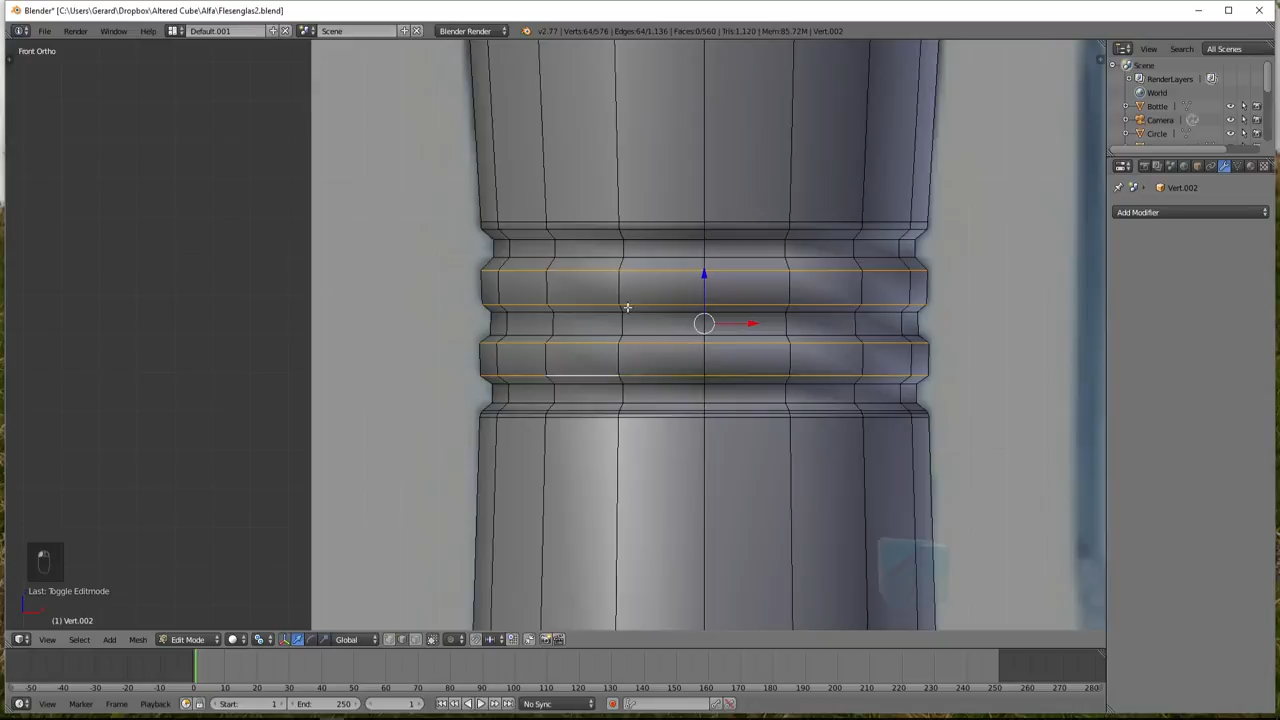 Blender* [C:\Users\Gerard\Dropbox\Altered Cube\Alfa\Flesenglas2.blend]
File Render Window Help Default.001 Scene Blender Render v2.77 | Verts:64/576 | Edges:64/1,136 | Faces:0/560 | Tris:1,120 | Mem:85.72M | Vert.002
View Search All Scenes
Front Ortho
Scene
RenderLayers
World
Bottle
Camera
Circle
Vert.002
Add Modifier
Last: Toggle Editmode
(1) Vert.002
View Select Add Mesh Edit Mode Global
-50 -40 -30 -20 -10 0 10 20 30 40 50 60 70 80 90 100 110 120 130 140 150 160 170 180 190 200 210 220 230 240 250 260 270 280
View Marker Frame Playback Start: 1 End: 250 1 No Sync